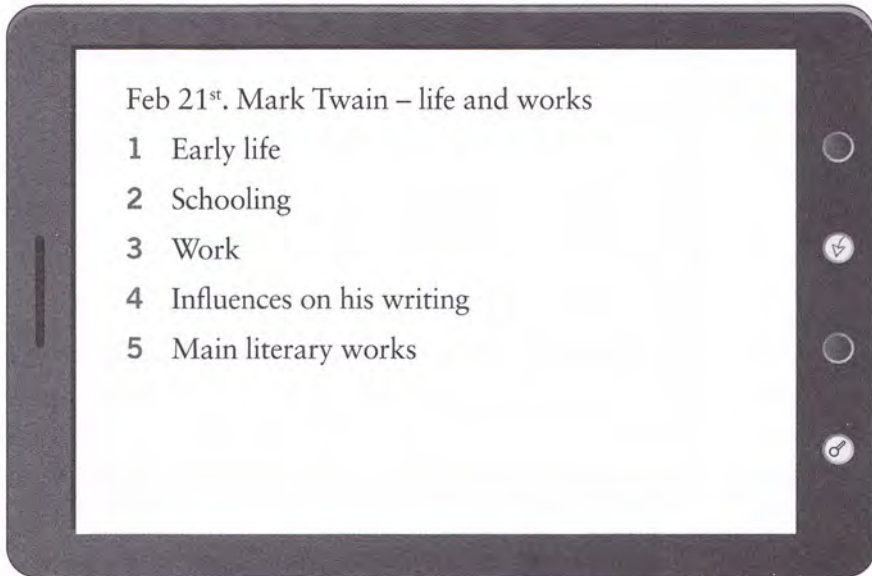 Feb 21st. Mark Twain – life and works
1 Early life
2 Schooling
3 Work
4 Influences on his writing
5 Main literary works